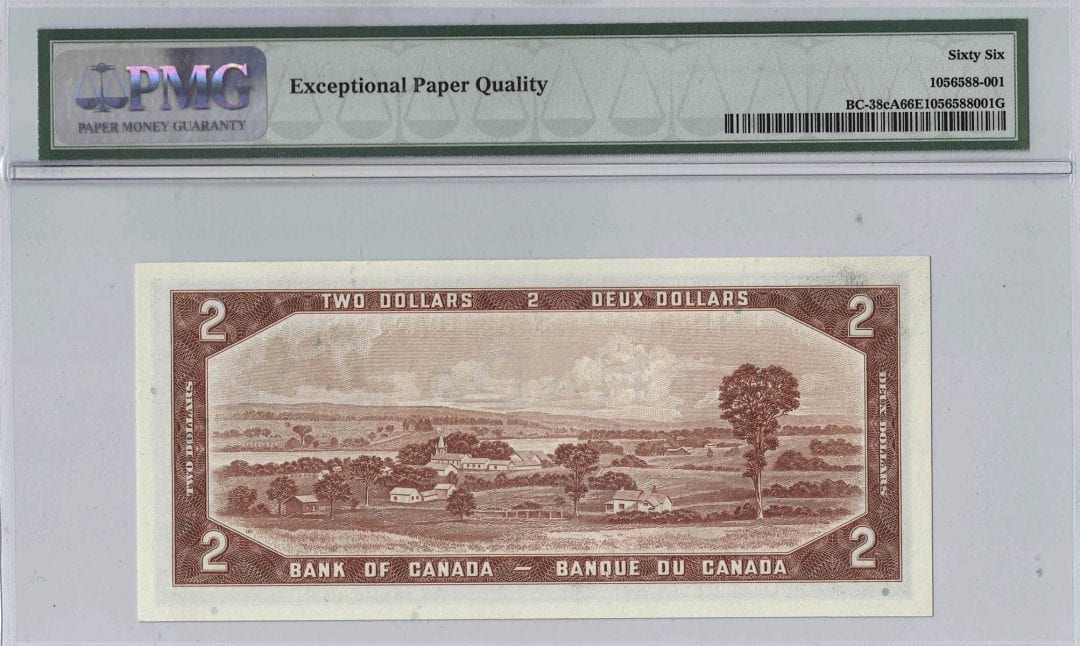 PMG
PAPER MONEY GUARANTY
Exceptional Paper Quality
Sixty Six
1056588-001
BC-38cA66E1056588001G
2 TWO DOLLARS 2 DEUX DOLLARS 2
TWO DOLLARS
DEUX DOLLARS
2 BANK OF CANADA — BANQUE DU CANADA 2